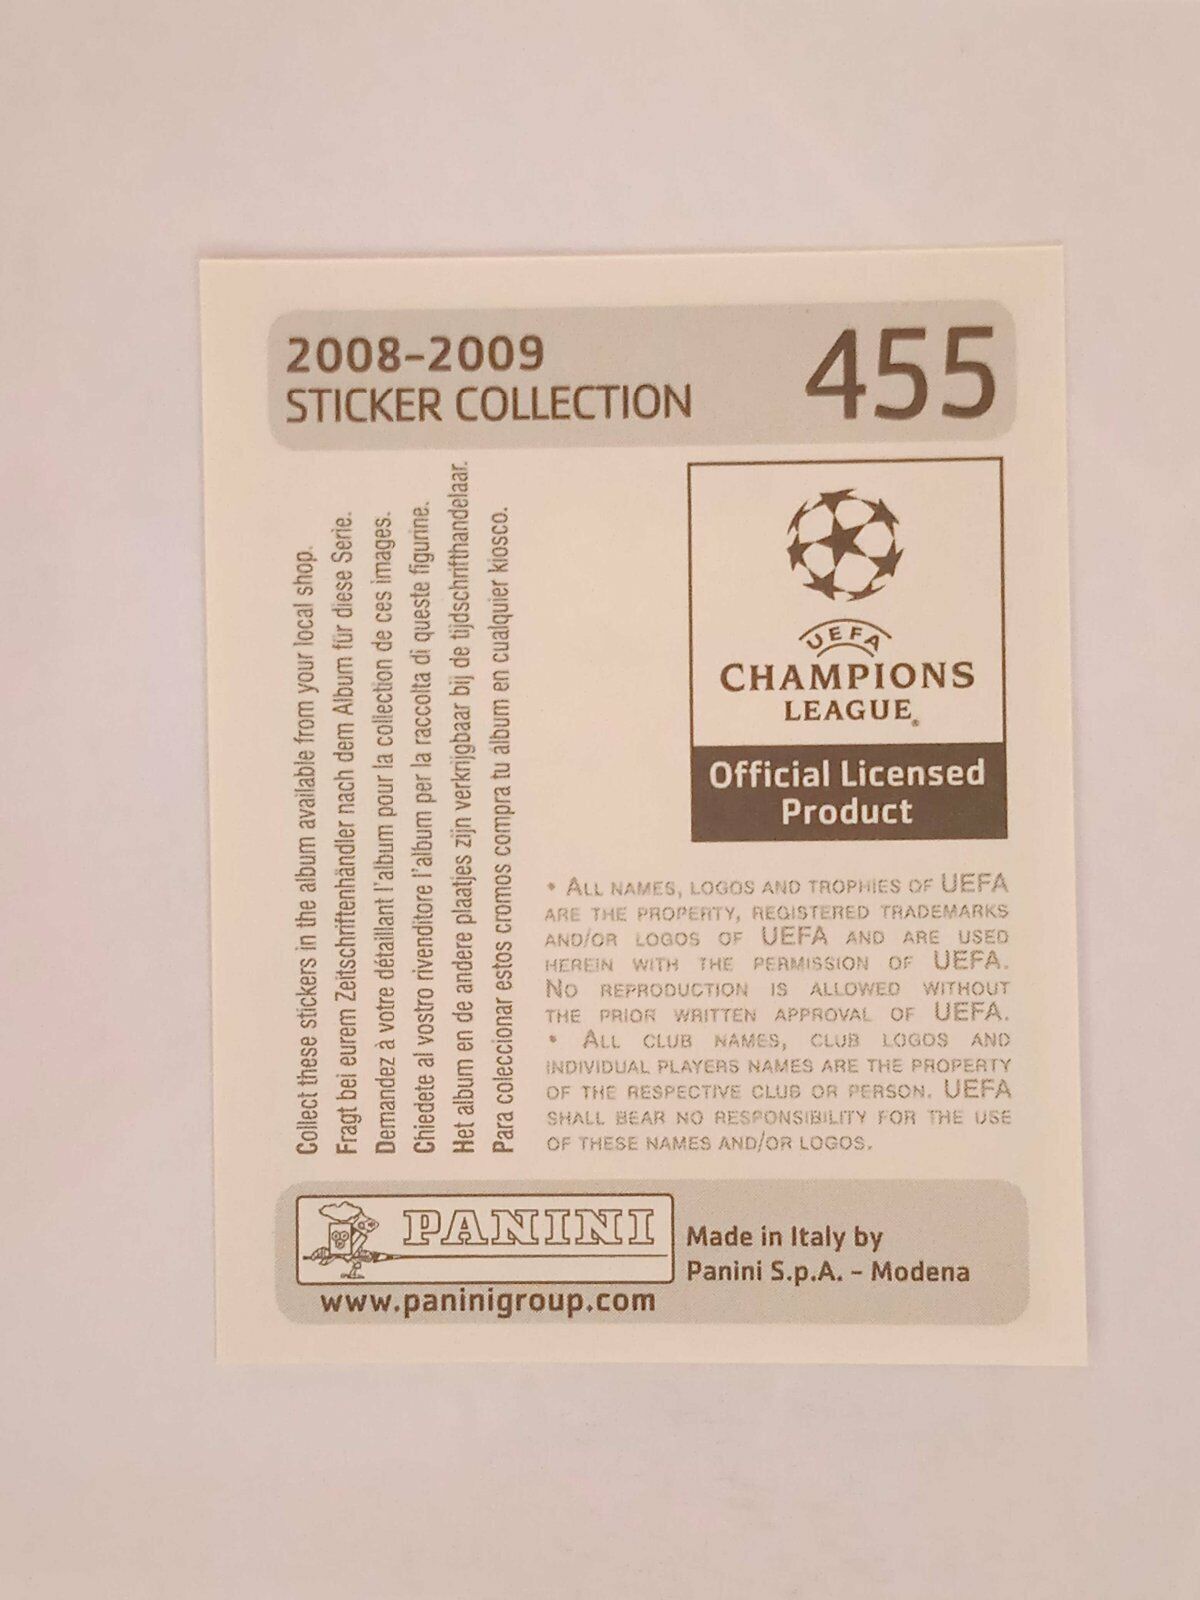 2008-2009
STICKER COLLECTION
455
Collect these stickers in the album available from your local shop.
Fragt bei eurem Zeitschriftenhändler nach dem Album für diese Serie.
Demandez à votre détaillant l'album pour la collection de ces images.
Chiedete al vostro rivenditore l'album per la raccolta di queste figurine.
Het album en de andere plaatjes zijn verkrijgbaar bij de tijdschrifthandelaar.
Para coleccionar estos cromos compra tu álbum en cualquier kiosco.
UEFA
CHAMPIONS
LEAGUE®
Official Licensed
Product
• ALL NAMES, LOGOS AND TROPHIES OF UEFA
ARE THE PROPERTY, REGISTERED TRADEMARKS
AND/OR LOGOS OF UEFA AND ARE USED
HEREIN WITH THE PERMISSION OF UEFA.
NO REPRODUCTION IS ALLOWED WITHOUT
THE PRIOR WRITTEN APPROVAL OF UEFA.
• ALL CLUB NAMES, CLUB LOGOS AND
INDIVIDUAL PLAYERS NAMES ARE THE PROPERTY
OF THE RESPECTIVE CLUB OR PERSON. UEFA
SHALL BEAR NO RESPONSIBILITY FOR THE USE
OF THESE NAMES AND/OR LOGOS.
PANINI
www.paninigroup.com
Made in Italy by
Panini S.p.A. - Modena